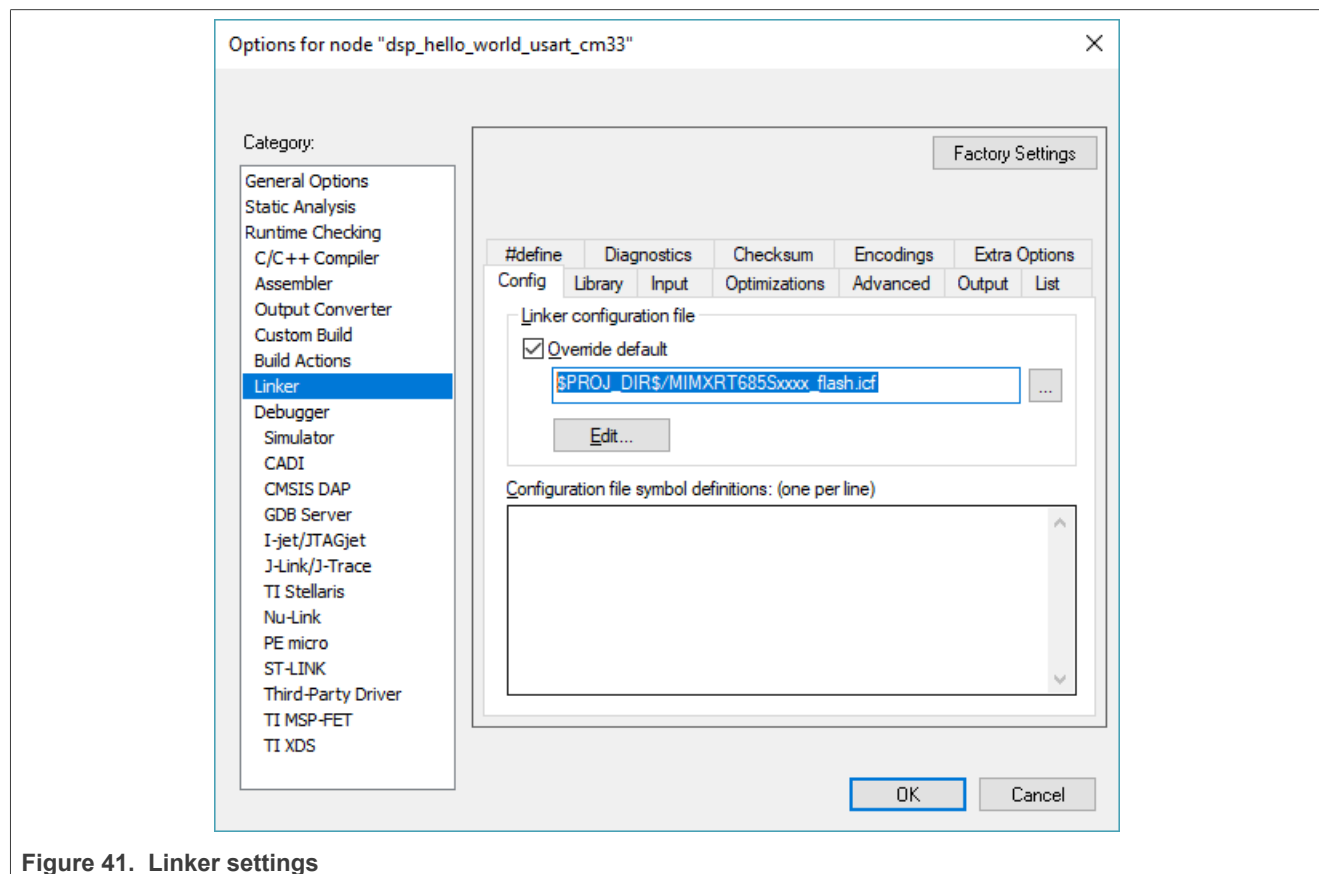 Options for node "dsp_hello_world_usart_cm33"
Category:
General Options
Static Analysis
Runtime Checking
C/C++ Compiler
Assembler
Output Converter
Custom Build
Build Actions
Linker
Debugger
Simulator
CADI
CMSIS DAP
GDB Server
I-jet/JTAGjet
J-Link/J-Trace
TI Stellaris
Nu-Link
PE micro
ST-LINK
Third-Party Driver
TI MSP-FET
TI XDS
Factory Settings
#define Diagnostics Checksum Encodings Extra Options
Config Library Input Optimizations Advanced Output List
Linker configuration file
Override default
$PROJ_DIR$/MIMXRT685Sxxxx_flash.icf
...
Edit...
Configuration file symbol definitions: (one per line)
OK Cancel
Figure 41. Linker settings